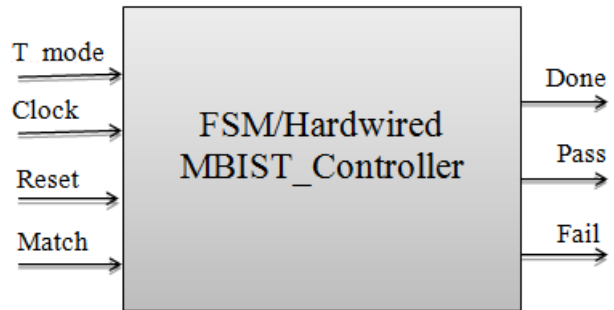 T mode
Clock
Reset
Match
FSM/Hardwired
MBIST_Controller
Done
Pass
Fail